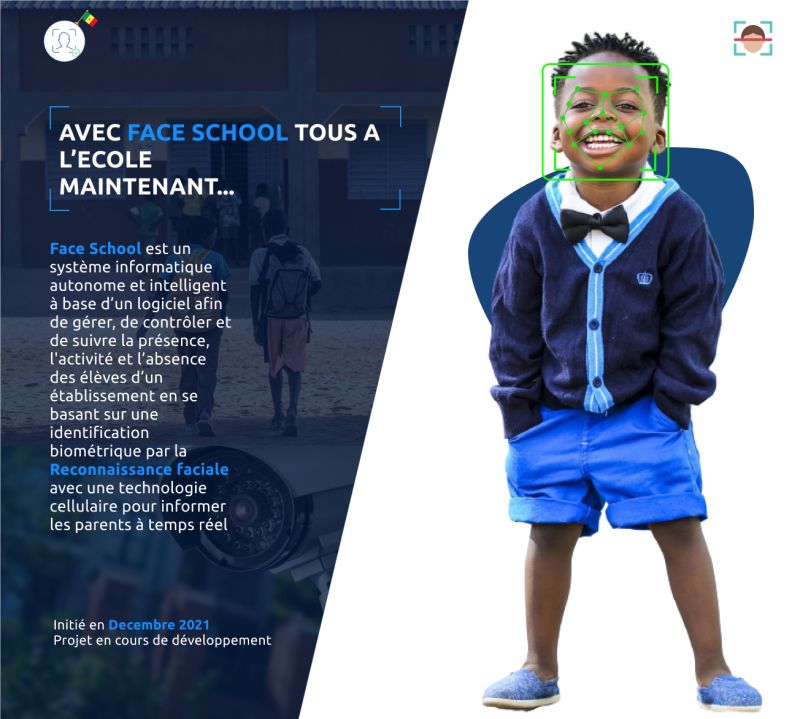 AVEC FACE SCHOOL TOUS A
L’ECOLE
MAINTENANT...
Face School est un
système informatique
autonome et intelligent
à base d’un logiciel afin
de gérer, de contrôler et
de suivre la présence,
l'activité et l’absence
des élèves d’un
établissement en se
basant sur une
identification
biométrique par la
Reconnaissance faciale
avec une technologie
cellulaire pour informer
les parents à temps réel
Initié en Decembre 2021
Projet en cours de développement